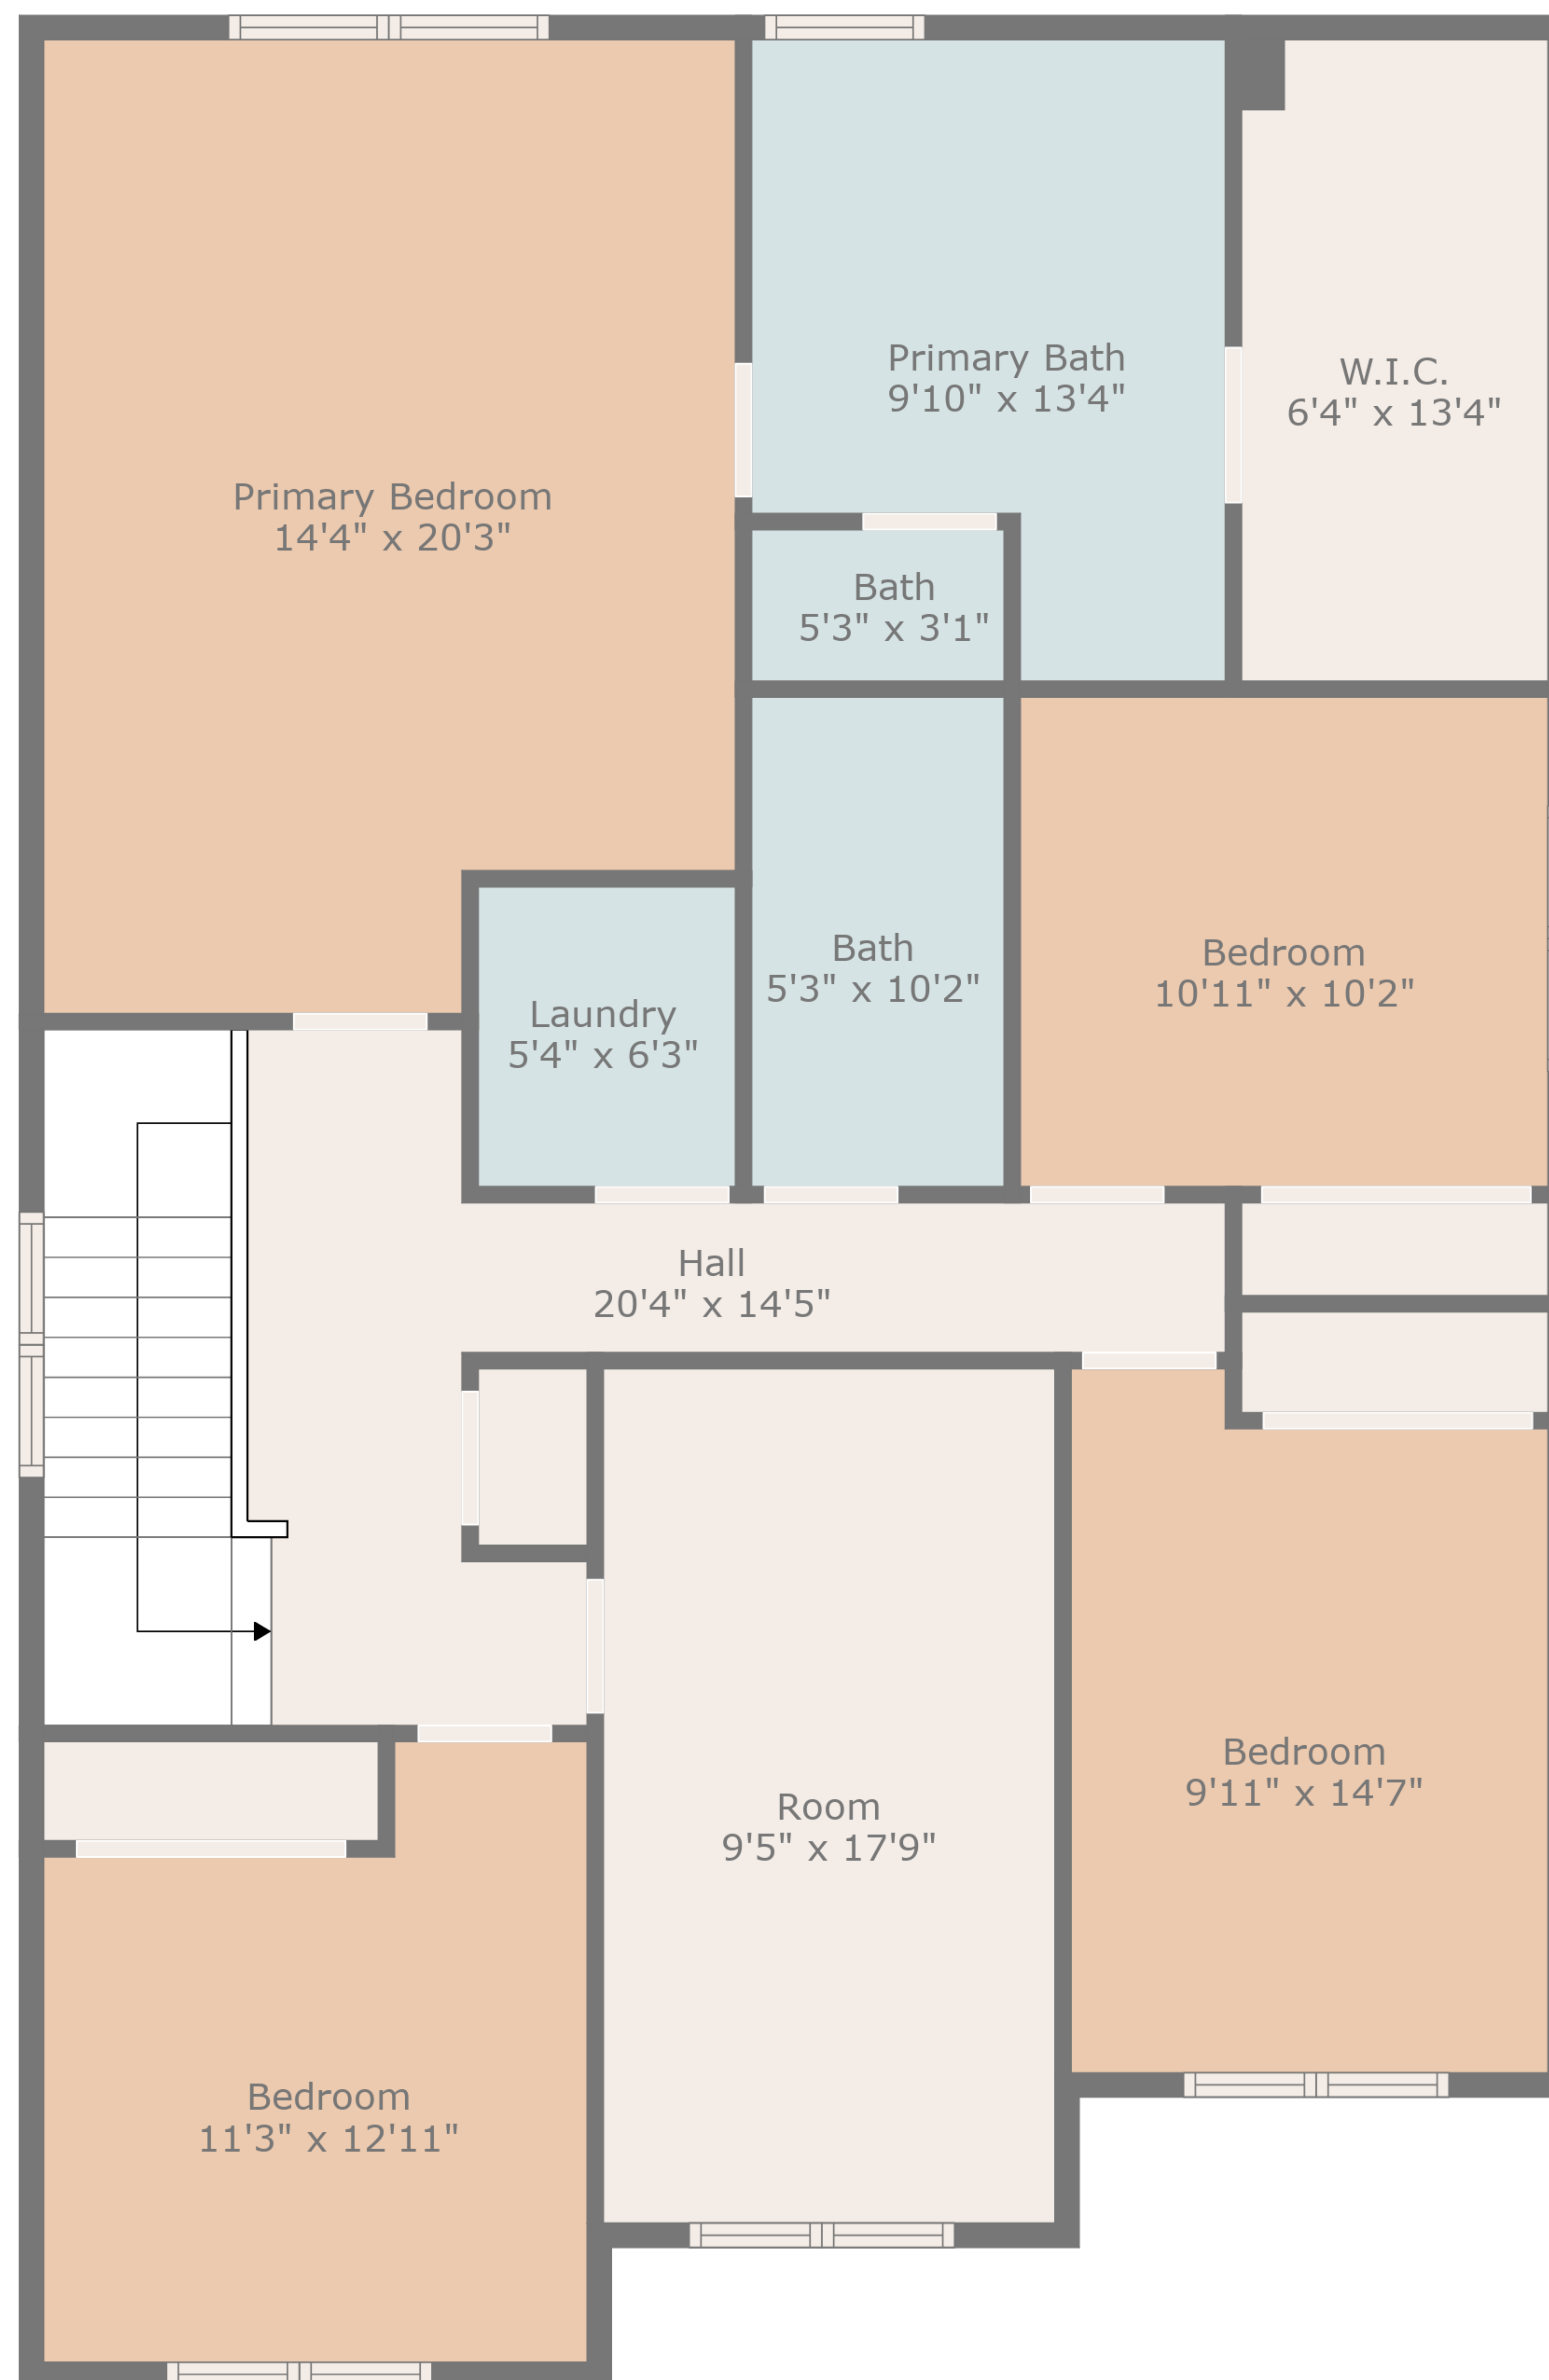 Primary Bath
9'10" x 13'4"
W.I.C.
6'4" x 13'4"
Primary Bedroom
14'4" x 20'3"
Bath
5'3" x 3'1"
Bath
5'3" x 10'2"
Bedroom
10'11" x 10'2"
Laundry
5'4" x 6'3"
Hall
20'4" x 14'5"
Bedroom
9'11" x 14'7"
Room
9'5" x 17'9"
Bedroom
11'3" x 12'11"